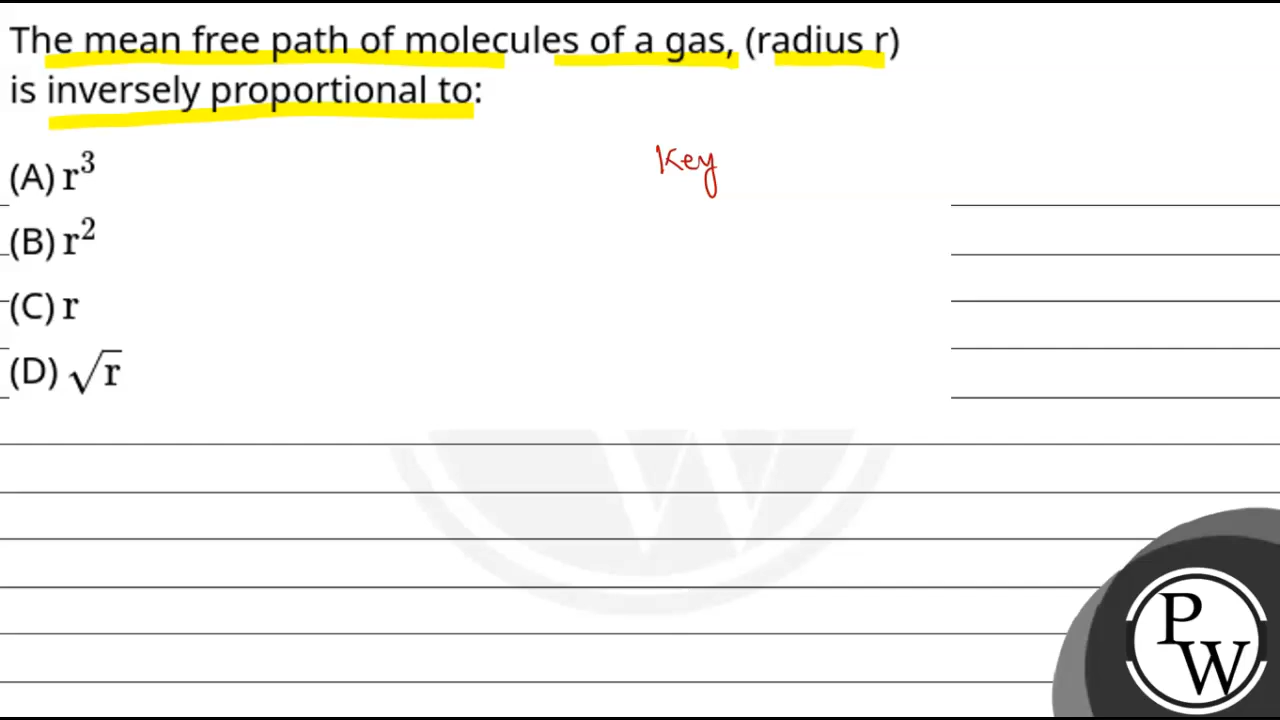 The mean free path of molecules of a gas, (radius r)
is inversely proportional to:
Key
(A) r³
(B) r²
(C) r
(D) √r
PW